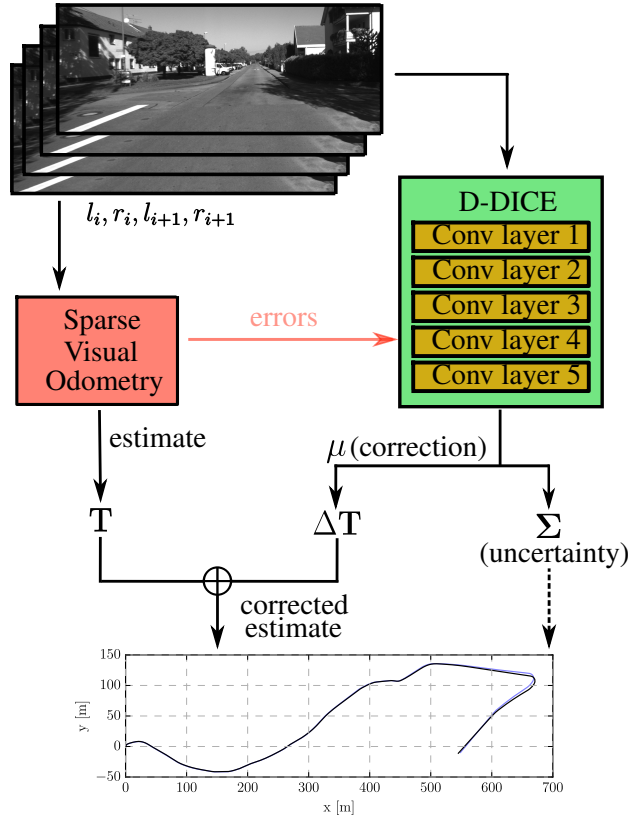 l_i, r_i, l_{i+1}, r_{i+1}
D-DICE
Conv layer 1
Conv layer 2
Conv layer 3
Conv layer 4
Conv layer 5
Sparse
Visual
Odometry
errors
estimate
μ (correction)
T
ΔT
Σ
(uncertainty)
corrected
estimate
150
100
50
0
−50
y [m]
0 100 200 300 400 500 600 700
x [m]